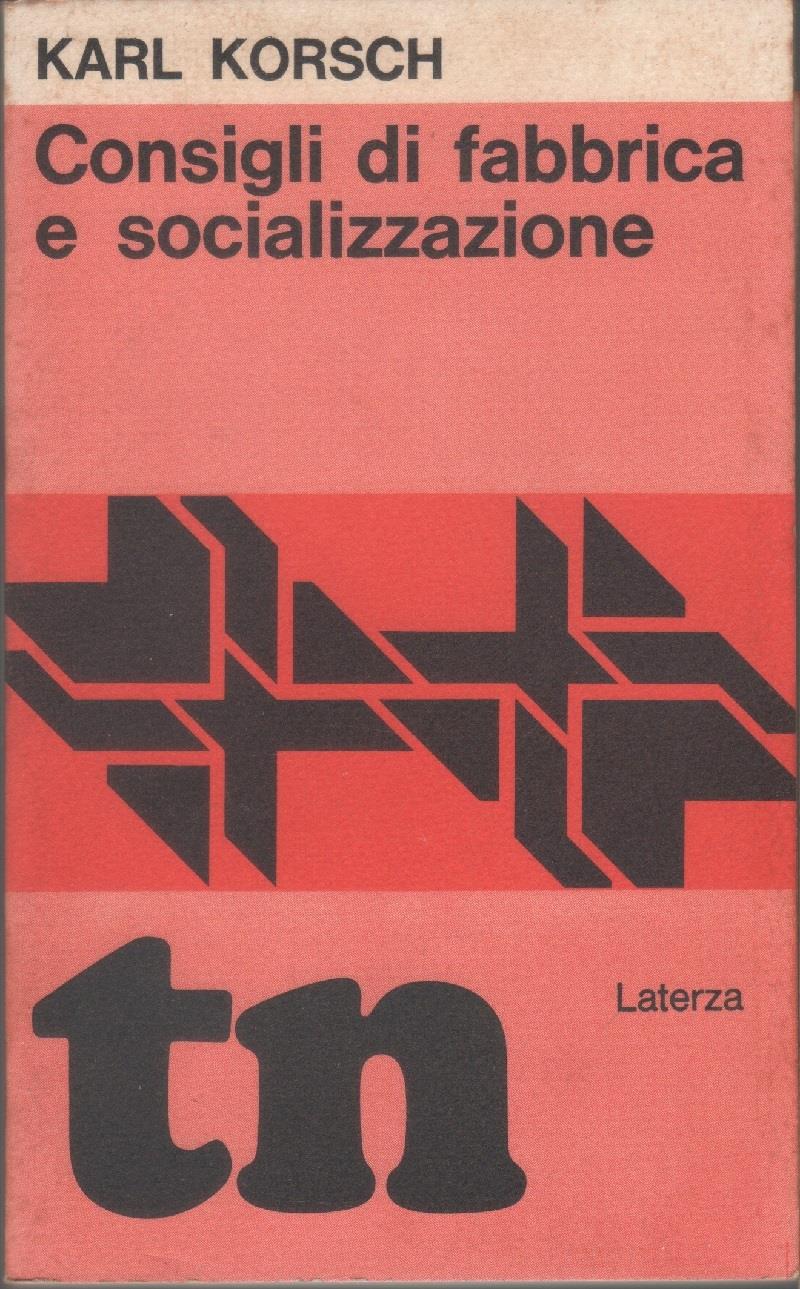 KARL KORSCH
Consigli di fabbrica
e socializzazione
tn
Laterza